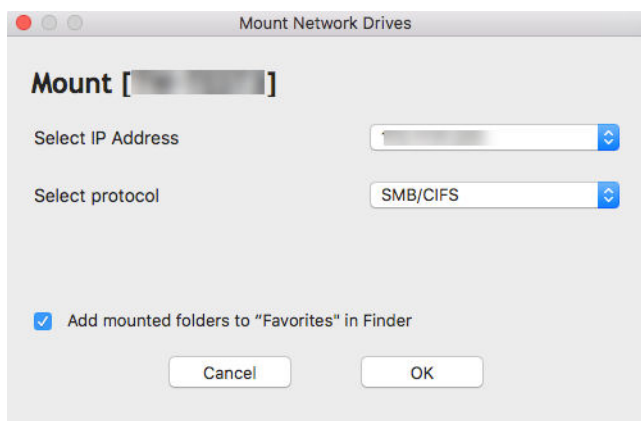 Mount Network Drives
Mount [ ]
Select IP Address
Select protocol SMB/CIFS
Add mounted folders to “Favorites" in Finder
Cancel OK